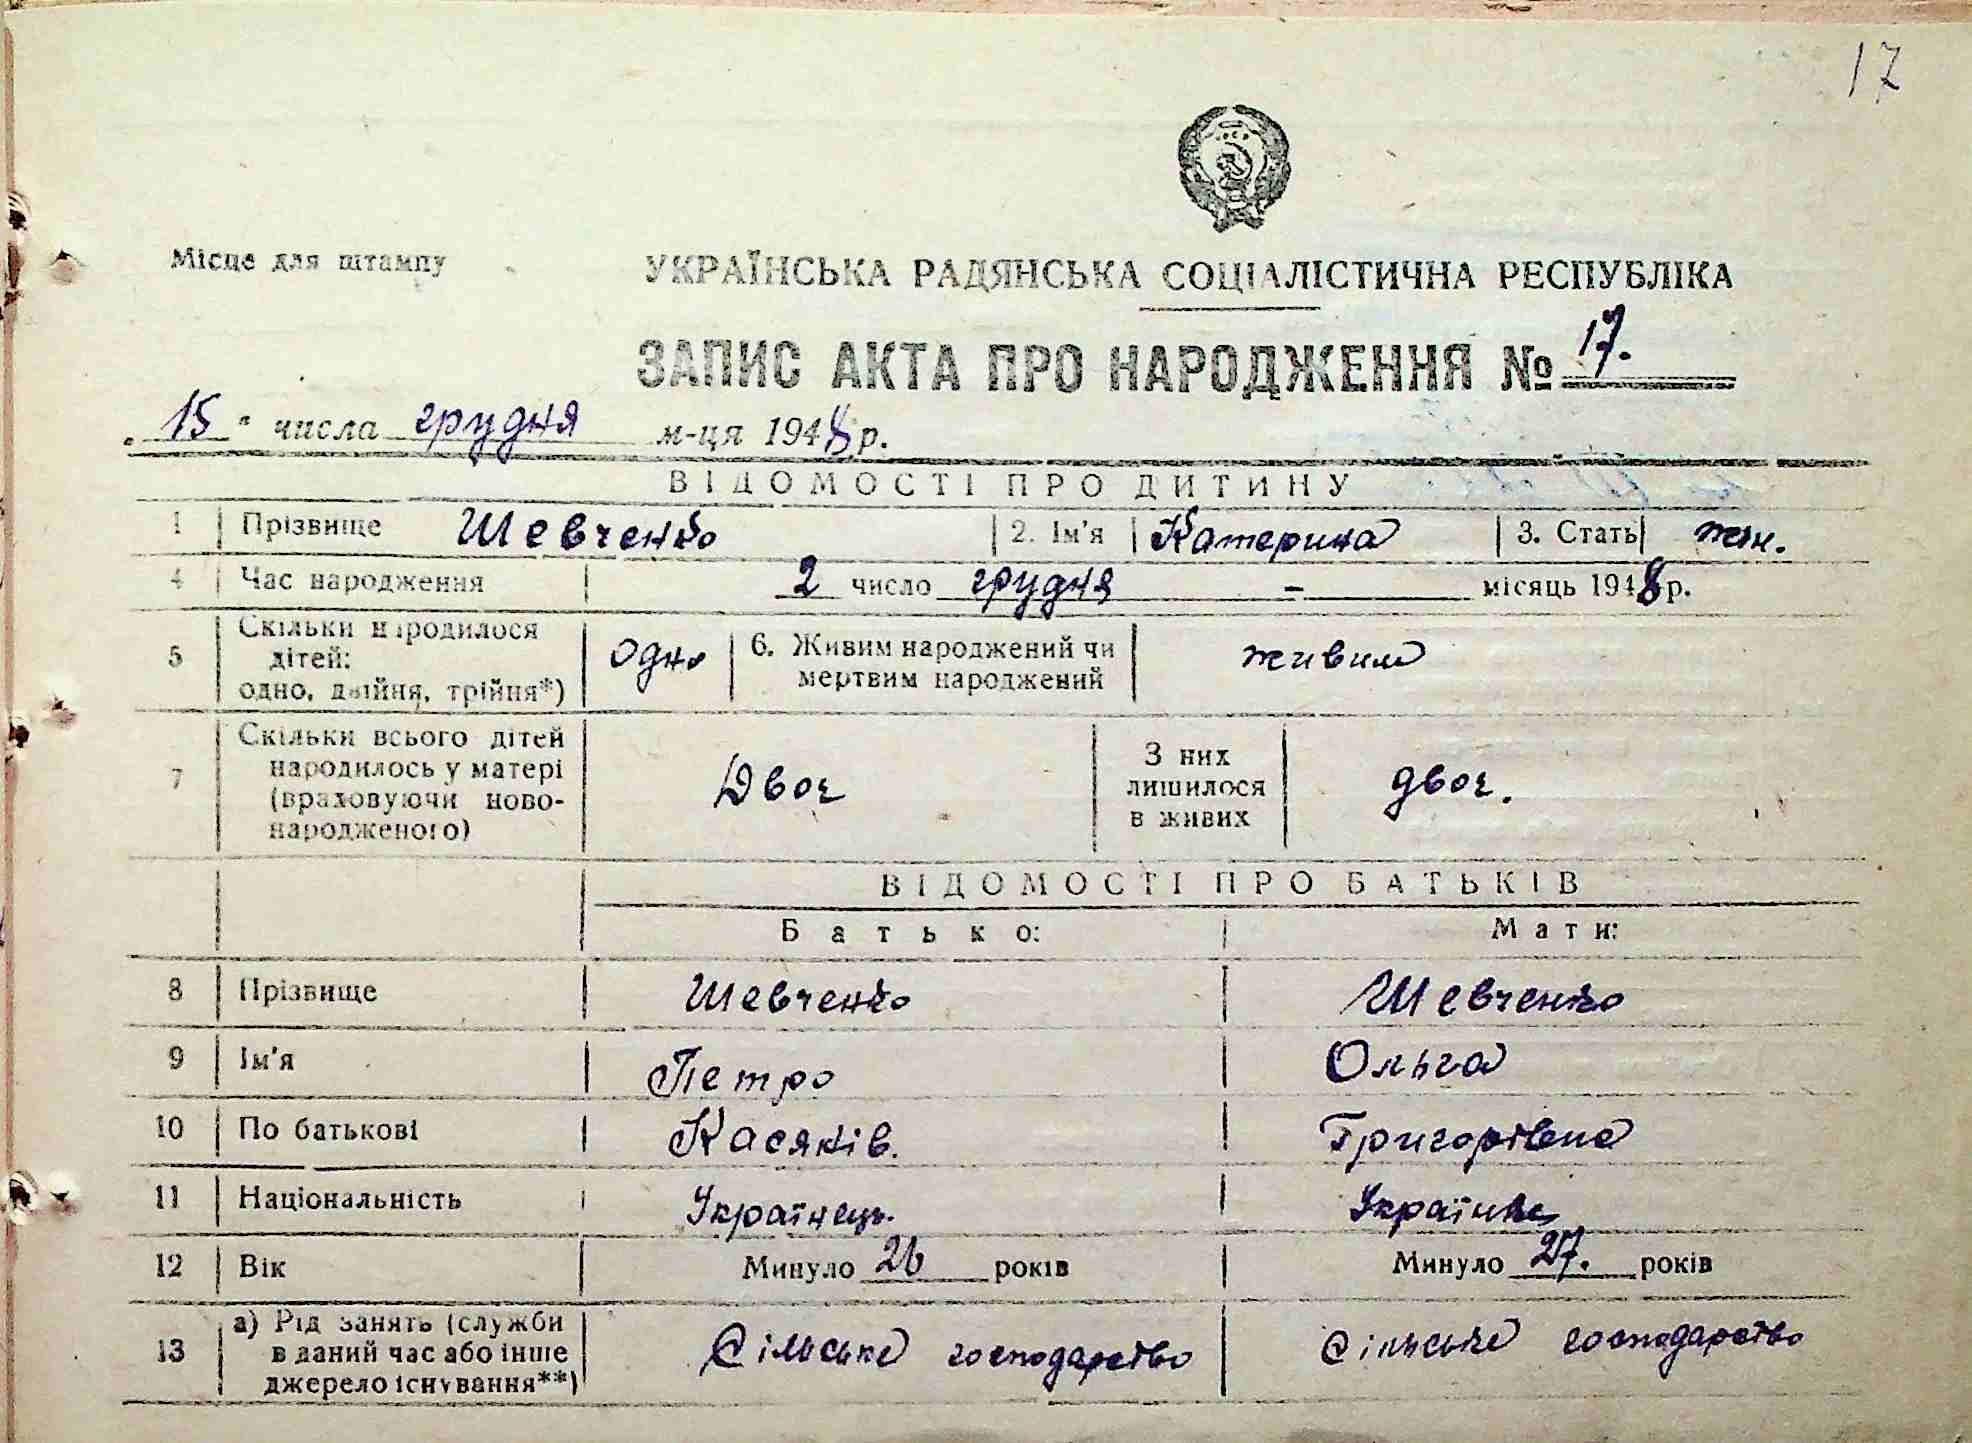 17
Місце для штампу
УКРАЇНСЬКА РАДЯНСЬКА СОЦІАЛІСТИЧНА РЕСПУБЛІКА
ЗАПИС АКТА ПРО НАРОДЖЕННЯ № 17.
„15" числа грудня м-ця 1948 р.
ВІДОМОСТІ ПРО ДИТИНУ
1 Прізвище Шевченко 2. Ім'я Катерина 3. Стать жін.
4 Час народження 2 число грудня - місяць 1948 р.
5 Скільки народилося дітей: одно, двійня, трійня*) одно 6. Живим народжений чи мертвим народжений живим
7 Скільки всього дітей народилось у матері (враховуючи новонародженого) Двоє З них лишилося в живих двоє.
ВІДОМОСТІ ПРО БАТЬКІВ
Батько: Мати:
8 Прізвище Шевченко Шевченко
9 Ім'я Петро Ольга
10 По батькові Касянів. Григорівна
11 Національність Українець. Українка
12 Вік Минуло 26 років Минуло 27. років
13 а) Рід занять (служби в даний час або інше джерело існування**) Сільське господарство Сільське господарство